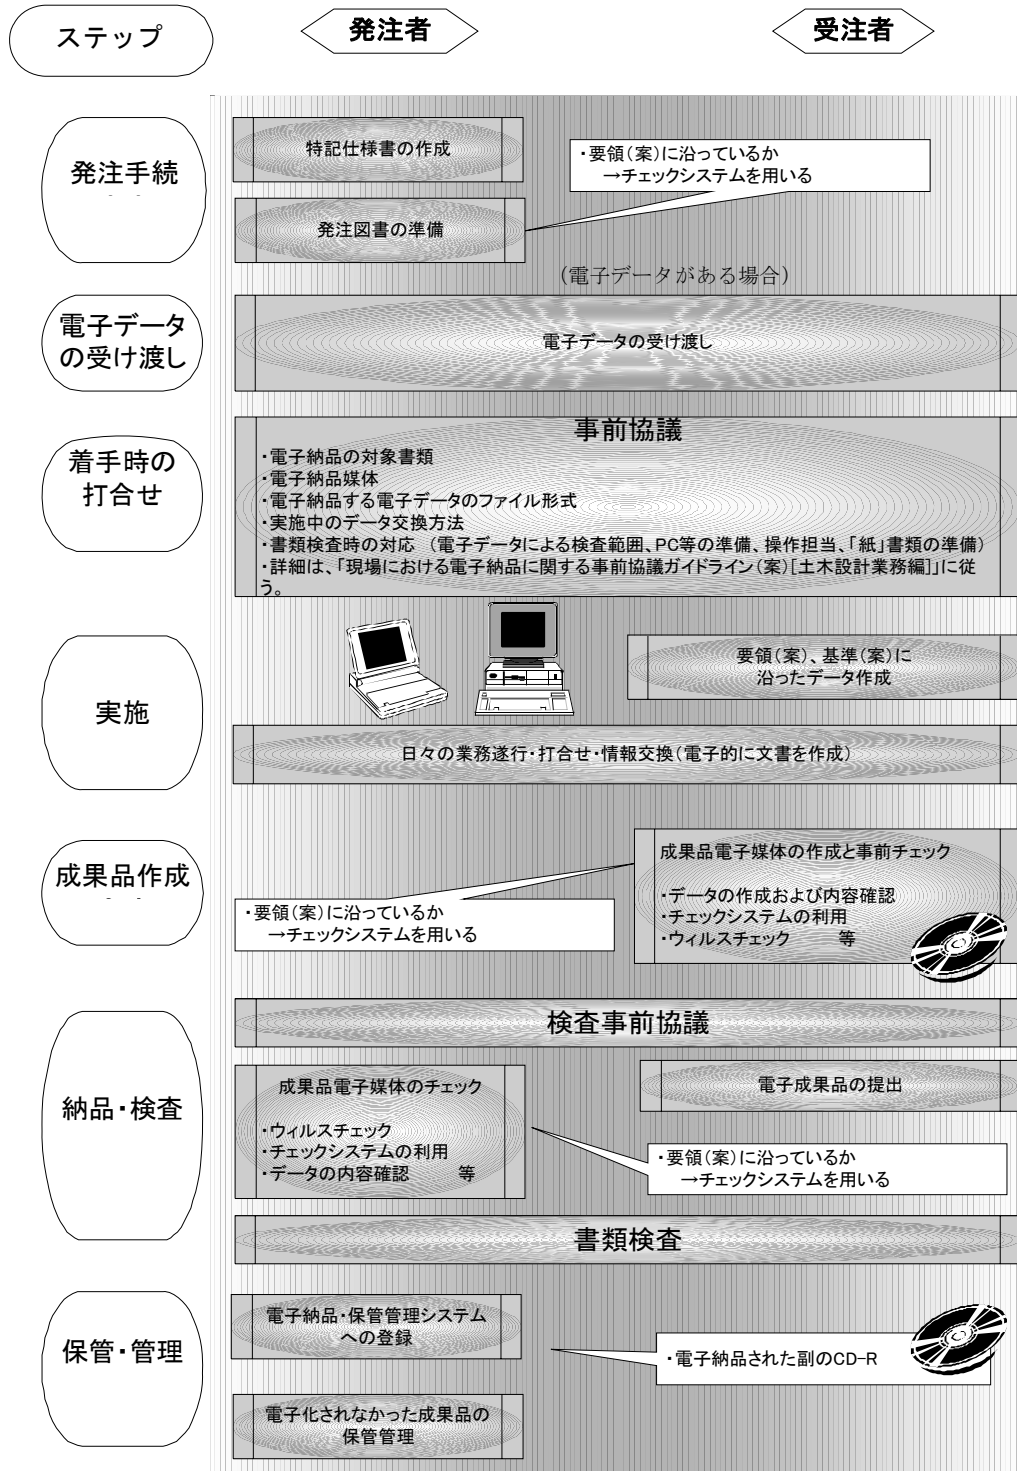 ステップ
発注者
受注者
発注手続
特記仕様書の作成
・要領(案)に沿っているか
→チェックシステムを用いる
発注図書の準備
(電子データがある場合)
電子データ
の受け渡し
電子データの受け渡し
着手時の
打合せ
事前協議
・電子納品の対象書類
・電子納品媒体
・電子納品する電子データのファイル形式
・実施中のデータ交換方法
・書類検査時の対応 (電子データによる検査範囲、PC等の準備、操作担当、「紙」書類の準備)
・詳細は、「現場における電子納品に関する事前協議ガイドライン(案)[土木設計業務編]」に従
う。
実施
要領(案)、基準(案)に
沿ったデータ作成
日々の業務遂行・打合せ・情報交換(電子的に文書を作成)
成果品作成
成果品電子媒体の作成と事前チェック
・データの作成および内容確認
・チェックシステムの利用
・ウィルスチェック 等
・要領(案)に沿っているか
→チェックシステムを用いる
納品・検査
検査事前協議
成果品電子媒体のチェック
・ウィルスチェック
・チェックシステムの利用
・データの内容確認 等
電子成果品の提出
・要領(案)に沿っているか
→チェックシステムを用いる
書類検査
保管・管理
電子納品・保管管理システム
への登録
・電子納品された副のCD-R
電子化されなかった成果品の
保管管理